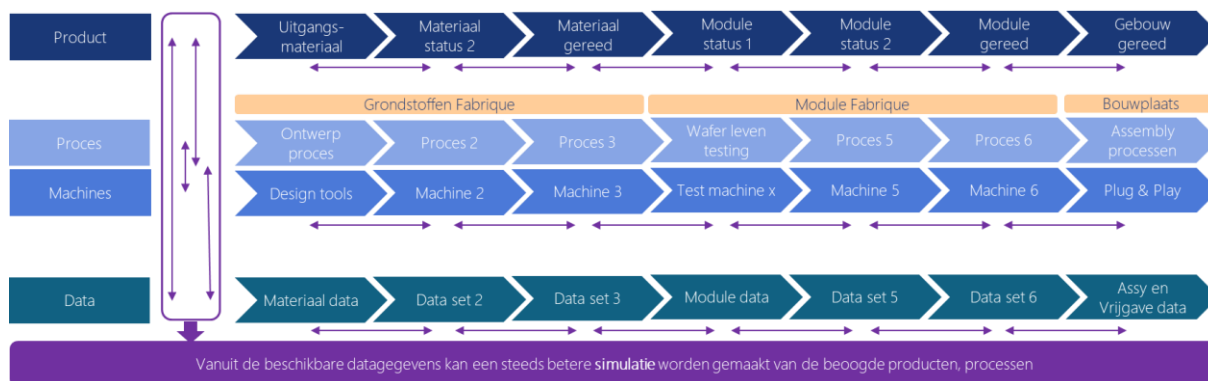 Product
Uitgangs-
materiaal
Materiaal
status 2
Materiaal
gereed
Module
status 1
Module
status 2
Module
gereed
Gebouw
gereed
Grondstoffen Fabrique
Module Fabrique
Bouwplaats
Proces
Ontwerp
proces
Proces 2
Proces 3
Wafer leven
testing
Proces 5
Proces 6
Assembly
processen
Machines
Design tools
Machine 2
Machine 3
Test machine x
Machine 5
Machine 6
Plug & Play
Data
Materiaal data
Data set 2
Data set 3
Module data
Data set 5
Data set 6
Assy en
Vrijgave data
Vanuit de beschikbare datagegevens kan een steeds betere simulatie worden gemaakt van de beoogde producten, processen